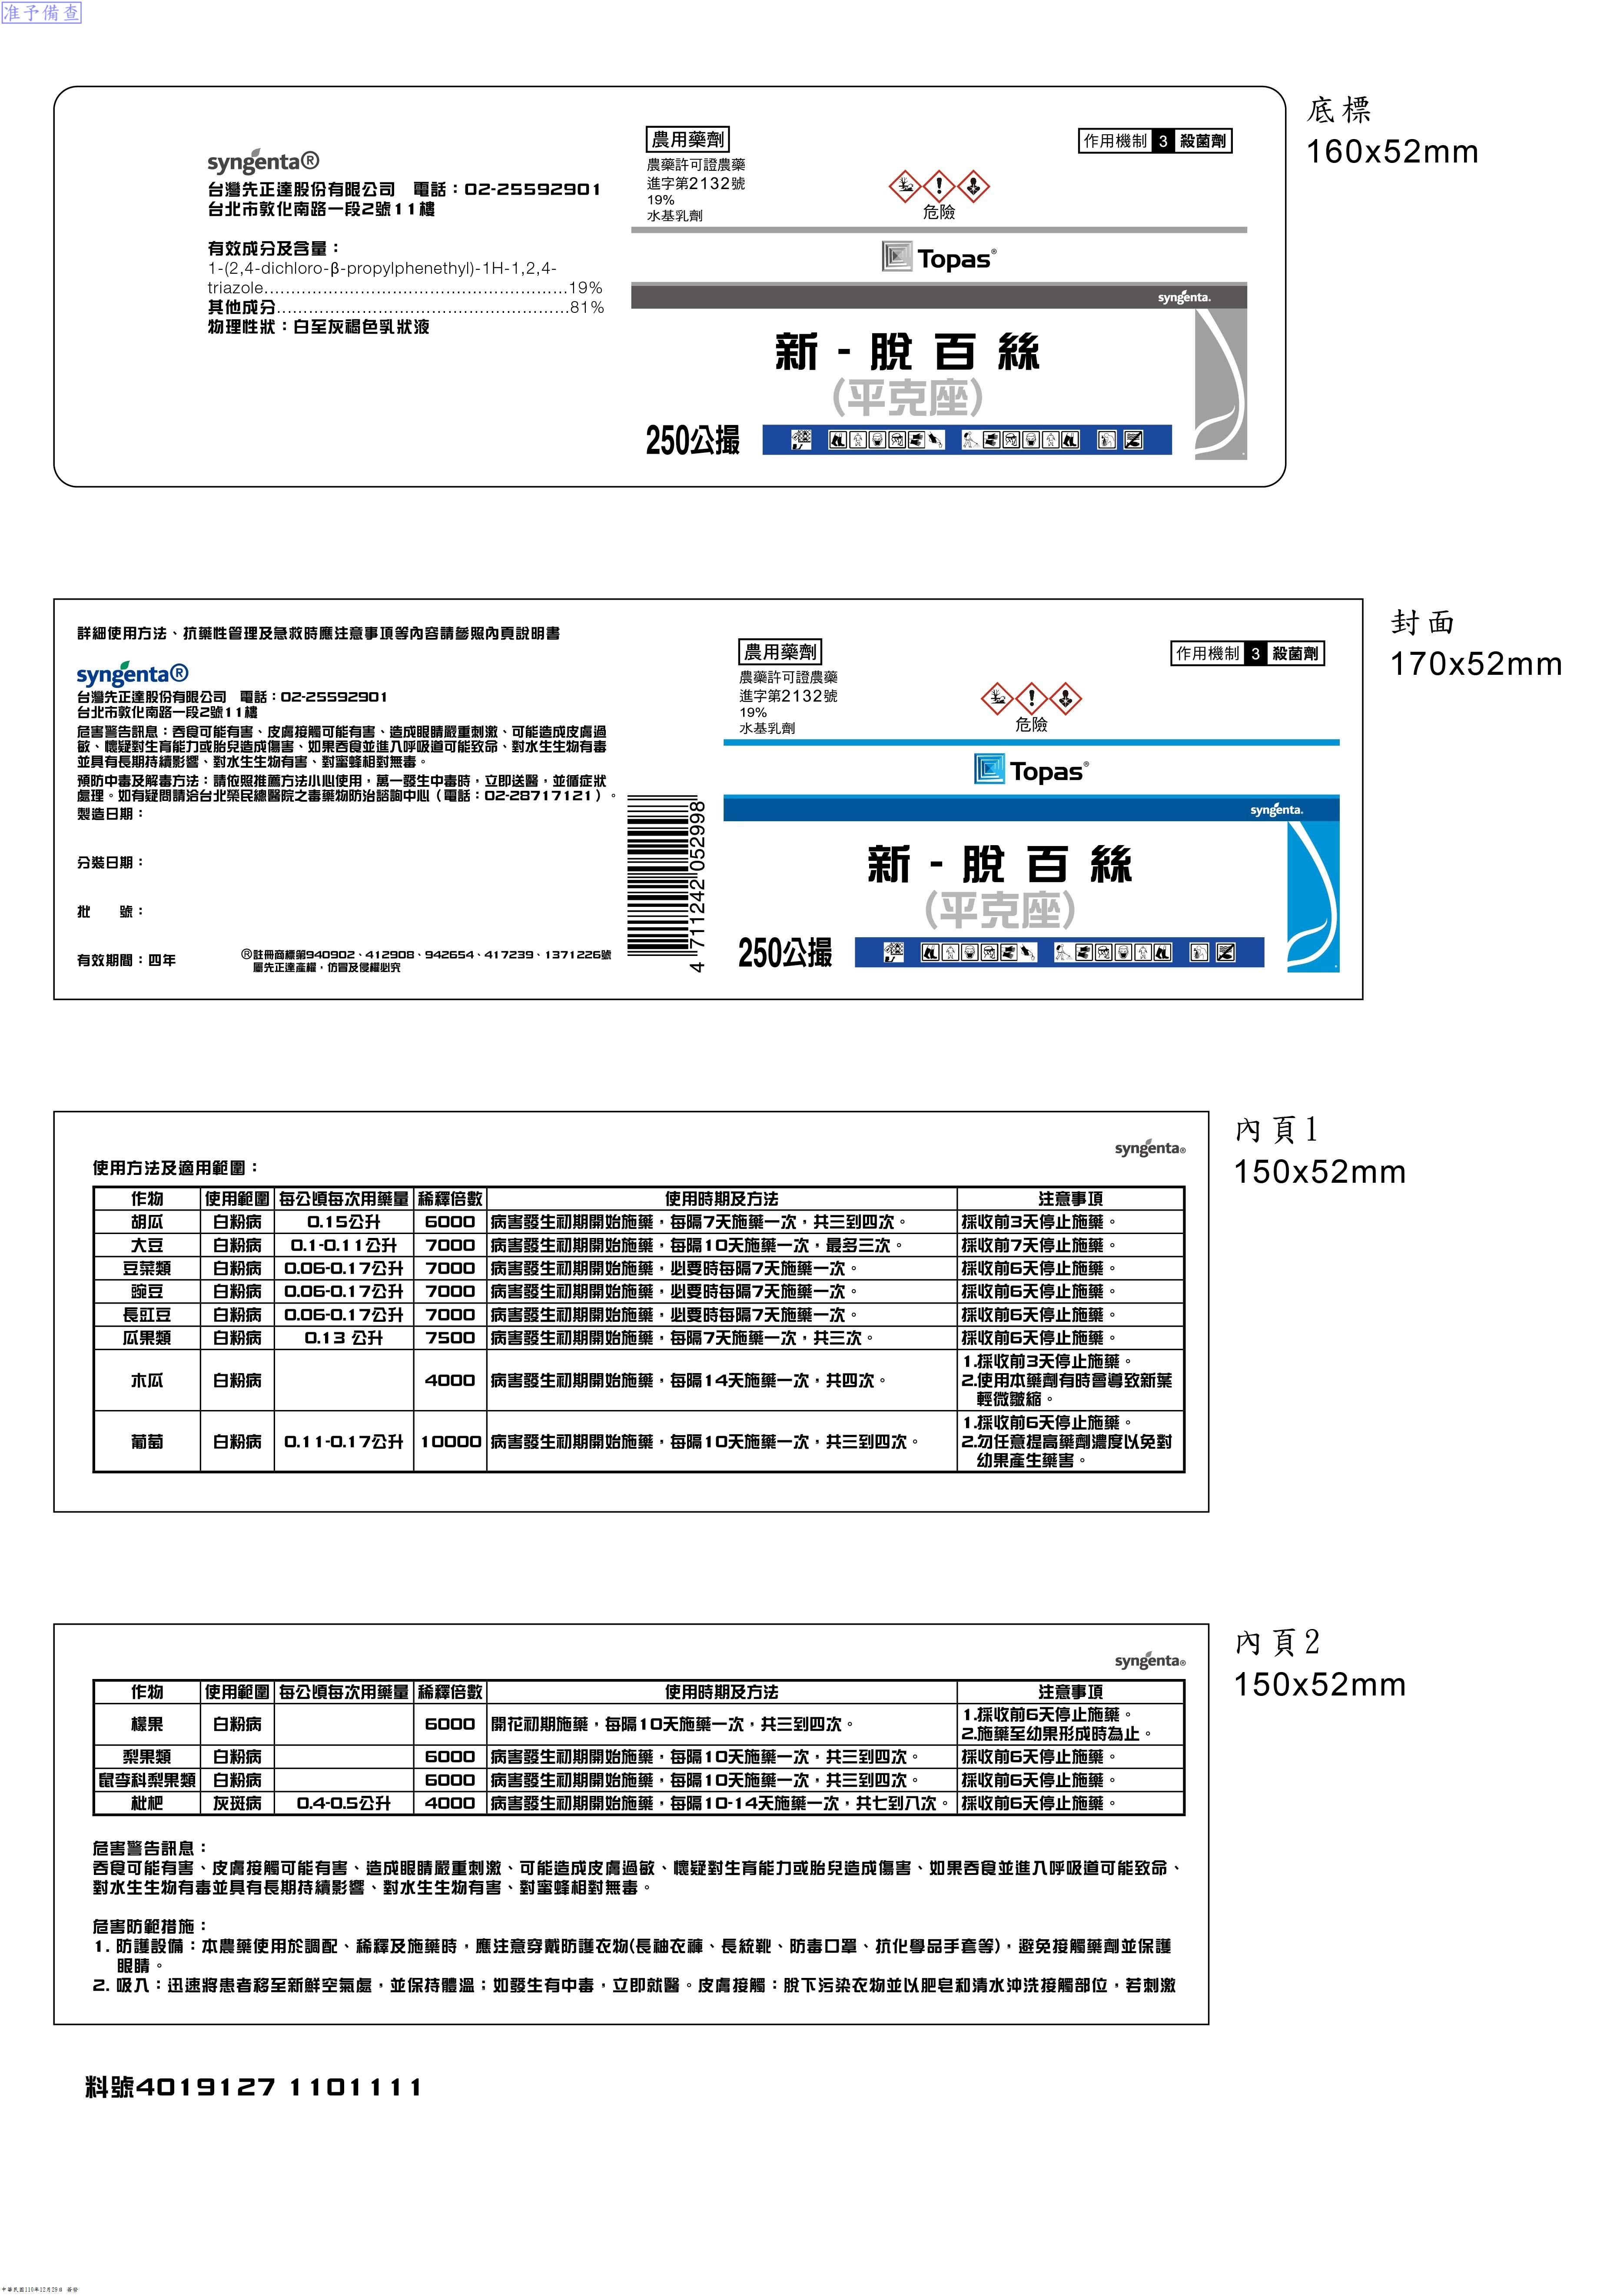 准予備查
底標
160x52mm
syngenta®
台灣先正達股份有限公司 電話：02-25592901
台北市敦化南路一段2號11樓
有效成分及含量：
1-(2,4-dichloro-β-propylphenethyl)-1H-1,2,4-
triazole.........................................................19%
其他成分.......................................................81%
物理性狀：白至灰褐色乳狀液
農用藥劑
農藥許可證農藥
進字第2132號
19%
水基乳劑
作用機制 3 殺菌劑
危險
Topas®
syngenta.
新-脫百絲
(平克座)
250公撮
封面
170x52mm
詳細使用方法、抗藥性管理及急救時應注意事項等內容請參照內頁說明書
syngenta®
台灣先正達股份有限公司 電話：02-25592901
台北市敦化南路一段2號11樓
危害警告訊息：吞食可能有害、皮膚接觸可能有害、造成眼睛嚴重刺激、可能造成皮膚過
敏、懷疑對生育能力或胎兒造成傷害、如果吞食並進入呼吸道可能致命、對水生生物有毒
並具有長期持續影響、對水生生物有害、對蜜蜂相對無毒。
預防中毒及解毒方法：請依照推薦方法小心使用，萬一發生中毒時，立即送醫，並循症狀
處理。如有疑問請洽台北榮民總醫院之毒藥物防治諮詢中心（電話：02-28717121）。
製造日期：
分裝日期：
批　　號：
有效期間：四年
®註冊商標第940902、412908、942654、417239、1371226號
屬先正達產權，仿冒及侵權必究
4 711242 052998
農用藥劑
農藥許可證農藥
進字第2132號
19%
水基乳劑
作用機制 3 殺菌劑
危險
Topas®
syngenta.
新-脫百絲
(平克座)
250公撮
內頁1
150x52mm
syngenta®
使用方法及適用範圍：
作物 使用範圍 每公頃每次用藥量 稀釋倍數 使用時期及方法 注意事項
胡瓜 白粉病 0.15公升 6000 病害發生初期開始施藥，每隔7天施藥一次，共三到四次。 採收前3天停止施藥。
大豆 白粉病 0.1-0.11公升 7000 病害發生初期開始施藥，每隔10天施藥一次，最多三次。 採收前7天停止施藥。
豆菜類 白粉病 0.06-0.17公升 7000 病害發生初期開始施藥，必要時每隔7天施藥一次。 採收前6天停止施藥。
豌豆 白粉病 0.06-0.17公升 7000 病害發生初期開始施藥，必要時每隔7天施藥一次。 採收前6天停止施藥。
長豇豆 白粉病 0.06-0.17公升 7000 病害發生初期開始施藥，必要時每隔7天施藥一次。 採收前6天停止施藥。
瓜果類 白粉病 0.13 公升 7500 病害發生初期開始施藥，每隔7天施藥一次，共三次。 採收前6天停止施藥。
木瓜 白粉病 4000 病害發生初期開始施藥，每隔14天施藥一次，共四次。 1.採收前3天停止施藥。
2.使用本藥劑有時會導致新葉
輕微皺縮。
葡萄 白粉病 0.11-0.17公升 10000 病害發生初期開始施藥，每隔10天施藥一次，共三到四次。 1.採收前6天停止施藥。
2.勿任意提高藥劑濃度以免對
幼果產生藥害。
內頁2
150x52mm
syngenta®
作物 使用範圍 每公頃每次用藥量 稀釋倍數 使用時期及方法 注意事項
檬果 白粉病 6000 開花初期施藥，每隔10天施藥一次，共三到四次。 1.採收前6天停止施藥。
2.施藥至幼果形成時為止。
梨果類 白粉病 6000 病害發生初期開始施藥，每隔10天施藥一次，共三到四次。 採收前6天停止施藥。
鼠李科梨果類 白粉病 6000 病害發生初期開始施藥，每隔10天施藥一次，共三到四次。 採收前6天停止施藥。
枇杷 灰斑病 0.4-0.5公升 4000 病害發生初期開始施藥，每隔10-14天施藥一次，共七到八次。 採收前6天停止施藥。
危害警告訊息：
吞食可能有害、皮膚接觸可能有害、造成眼睛嚴重刺激、可能造成皮膚過敏、懷疑對生育能力或胎兒造成傷害、如果吞食並進入呼吸道可能致命、
對水生生物有毒並具有長期持續影響、對水生生物有害、對蜜蜂相對無毒。
危害防範措施：
1. 防護設備：本農藥使用於調配、稀釋及施藥時，應注意穿戴防護衣物(長袖衣褲、長統靴、防毒口罩、抗化學品手套等)，避免接觸藥劑並保護
眼睛。
2. 吸入：迅速將患者移至新鮮空氣處，並保持體溫；如發生有中毒，立即就醫。皮膚接觸：脫下污染衣物並以肥皂和清水沖洗接觸部位，若刺激
料號4019127 1101111
中華民國110年12月29日 簽發